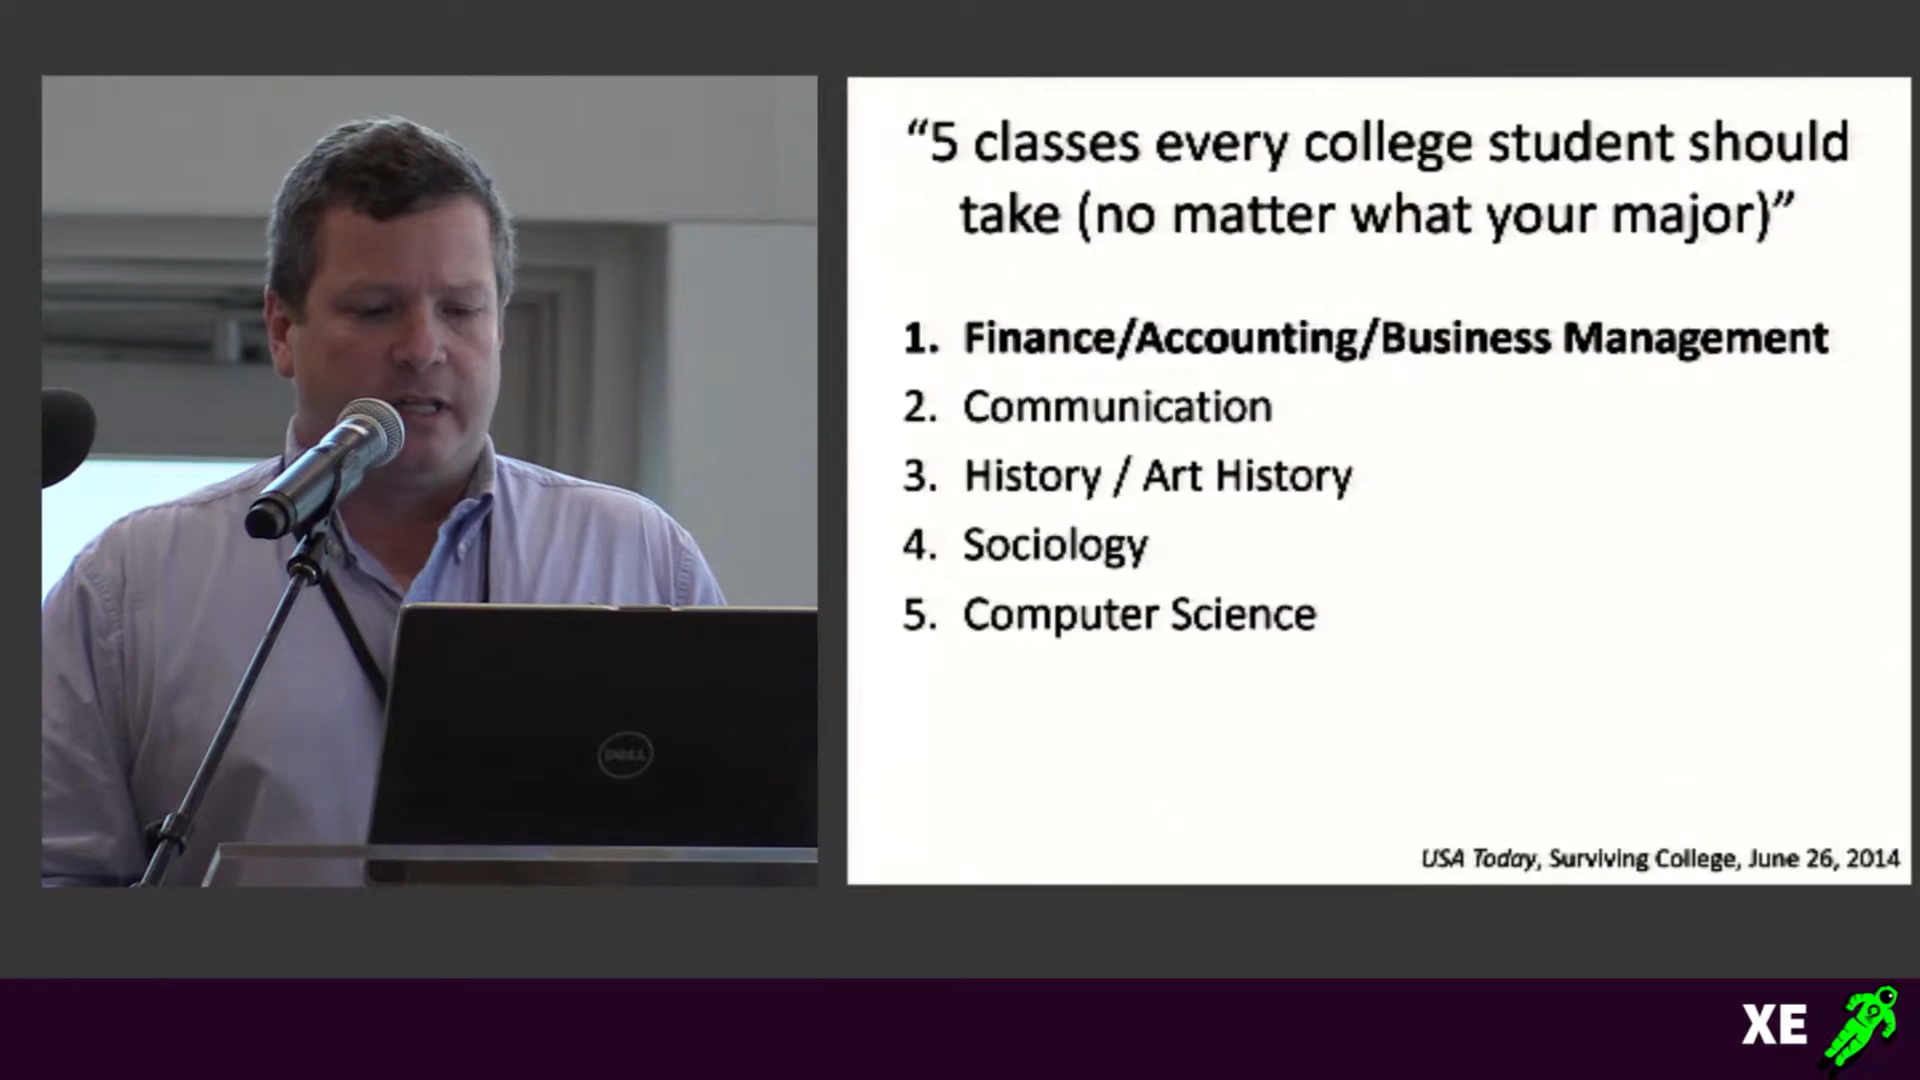 “5 classes every college student should
take (no matter what your major)”
1. Finance/Accounting/Business Management
2. Communication
3. History / Art History
4. Sociology
5. Computer Science
USA Today, Surviving College, June 26, 2014
DELL
XE